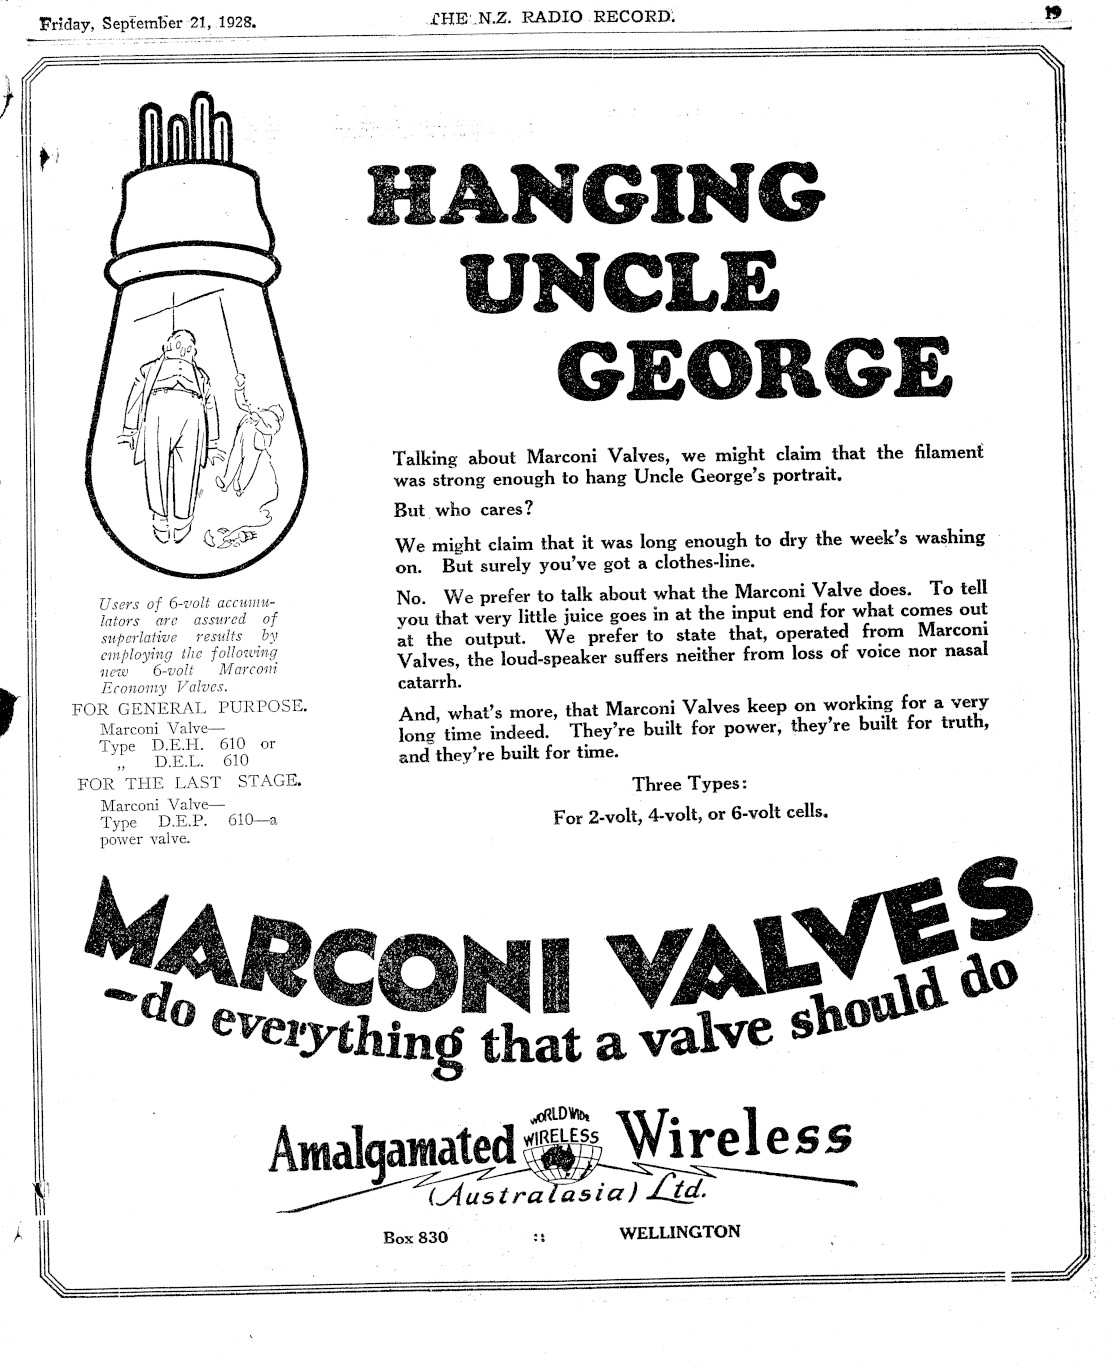 Friday, September 21, 1928.
THE N.Z. RADIO RECORD.
19
HANGING
UNCLE
GEORGE
Talking about Marconi Valves, we might claim that the filament
was strong enough to hang Uncle George's portrait.
But who cares?
We might claim that it was long enough to dry the week's washing
on. But surely you've got a clothes-line.
No. We prefer to talk about what the Marconi Valve does. To tell
you that very little juice goes in at the input end for what comes out
at the output. We prefer to state that, operated from Marconi
Valves, the loud-speaker suffers neither from loss of voice nor nasal
catarrh.
And, what's more, that Marconi Valves keep on working for a very
long time indeed. They're built for power, they're built for truth,
and they're built for time.
Three Types:
For 2-volt, 4-volt, or 6-volt cells.
Users of 6-volt accumu-
lators are assured of
superlative results by
employing the following
new 6-volt Marconi
Economy Valves.
FOR GENERAL PURPOSE.
Marconi Valve—
Type D.E.H. 610 or
„ D.E.L. 610
FOR THE LAST STAGE.
Marconi Valve—
Type D.E.P. 610—a
power valve.
MARCONI VALVES
—do everything that a valve should do
Amalgamated Wireless
WORLD WIDE
WIRELESS
(Australasia) Ltd.
Box 830 :: WELLINGTON